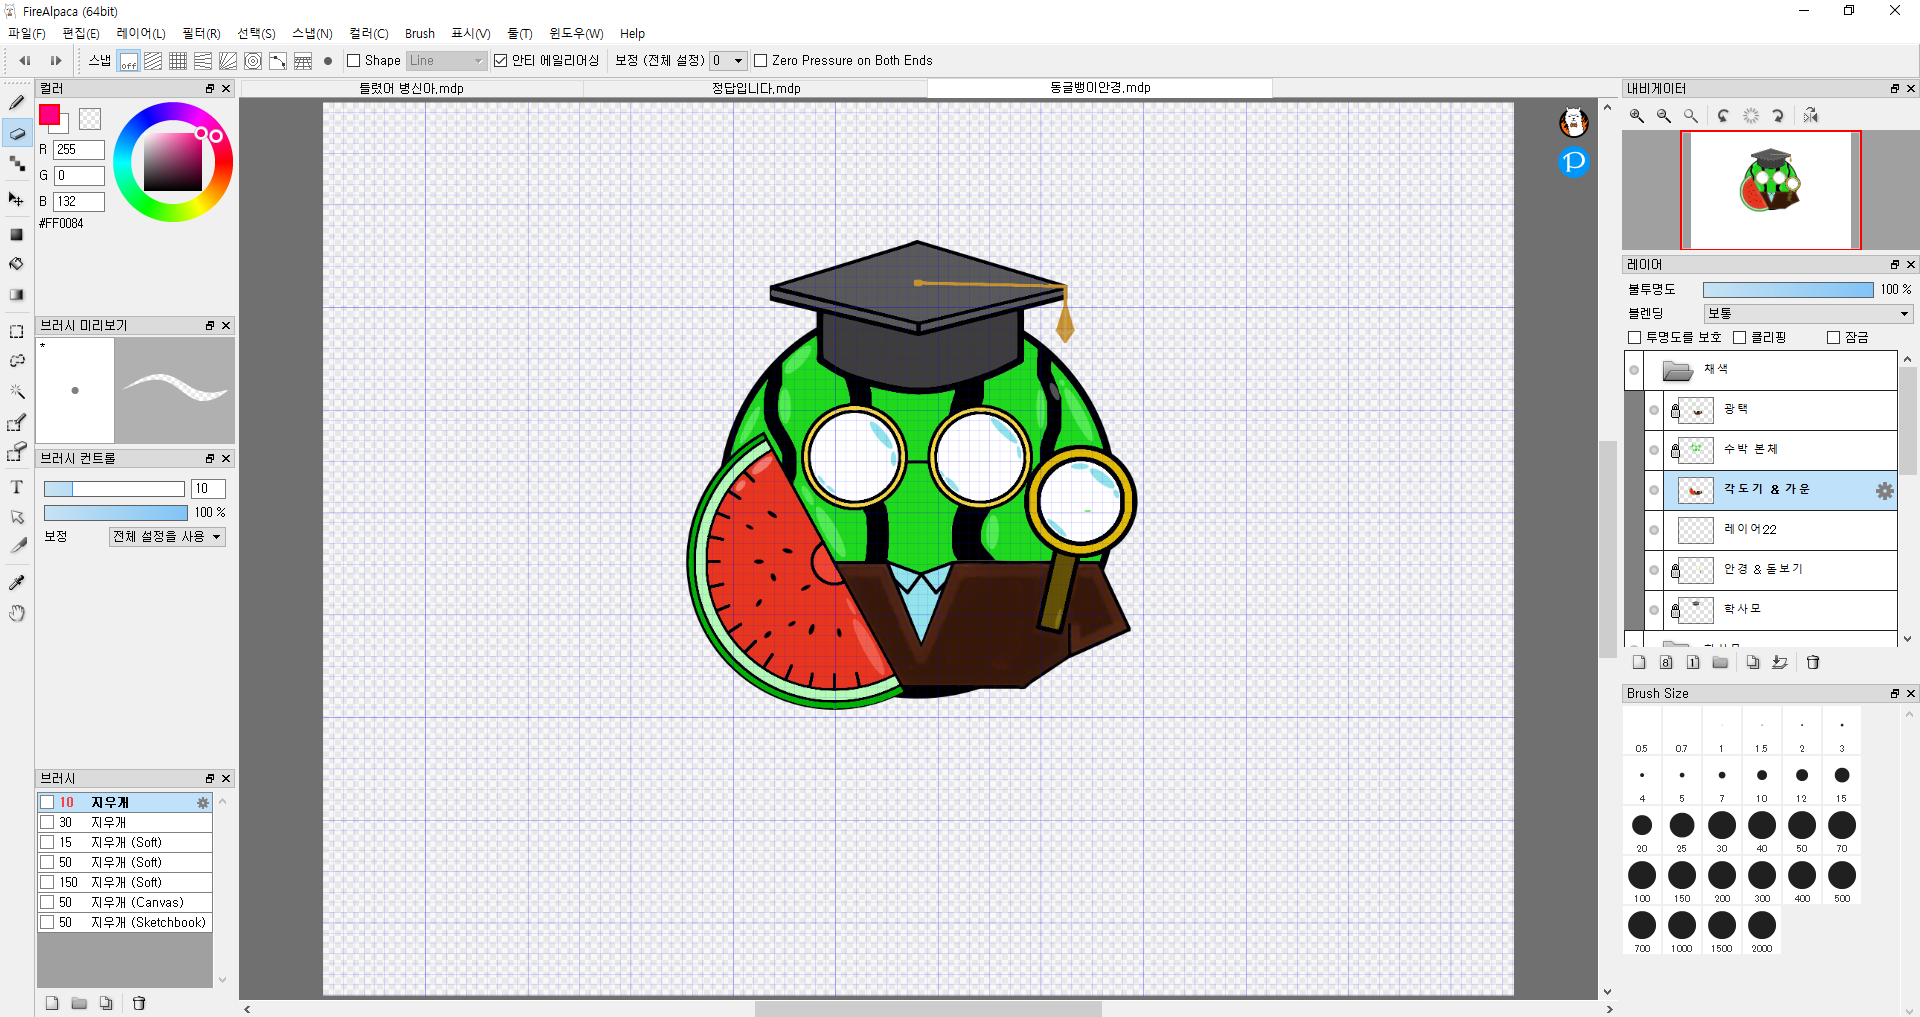 FireAlpaca (64bit)
파일(F) 편집(E) 레이어(L) 필터(R) 선택(S) 스냅(N) 컬러(C) Brush 표시(V) 툴(T) 윈도우(W) Help
스냅 off Shape Line 안티 에일리어싱 보정 (전체 설정) 0 Zero Pressure on Both Ends
컬러
틀렸어 병신아.mdp
정답입니다.mdp
동글뱅이안경.mdp
내비게이터
R 255
G 0
B 132
#FF0084
P
레이어
불투명도 100 %
블렌딩 보통
투명도를 보호 클리핑 잠금
채색
광택
수박 본체
각도기 & 가운
레이어22
안경 & 돋보기
학사모
8 1
브러시 미리보기
*
브러시 컨트롤
10
100 %
보정 전체 설정을 사용
Brush Size
0.5 0.7 1 1.5 2 3
4 5 7 10 12 15
20 25 30 40 50 70
100 150 200 300 400 500
700 1000 1500 2000
브러시
10 지우개
30 지우개
15 지우개 (Soft)
50 지우개 (Soft)
150 지우개 (Soft)
50 지우개 (Canvas)
50 지우개 (Sketchbook)
T